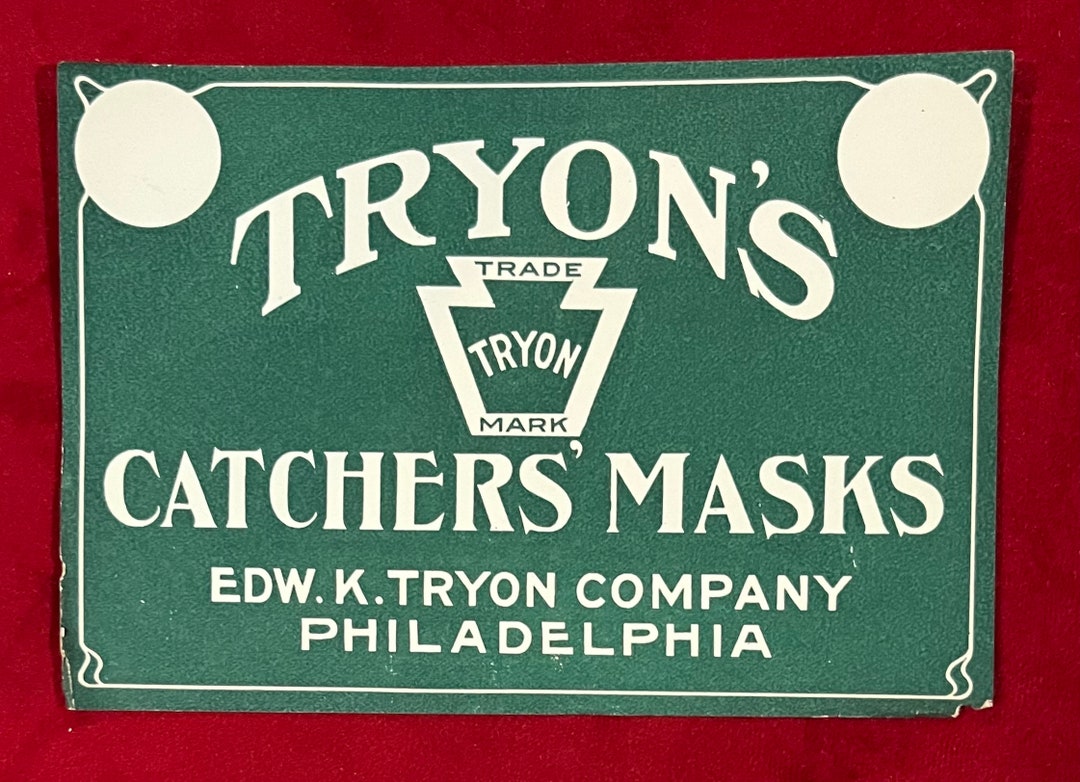 TRYON'S
TRADE
TRYON
MARK
CATCHERS' MASKS
EDW. K. TRYON COMPANY
PHILADELPHIA